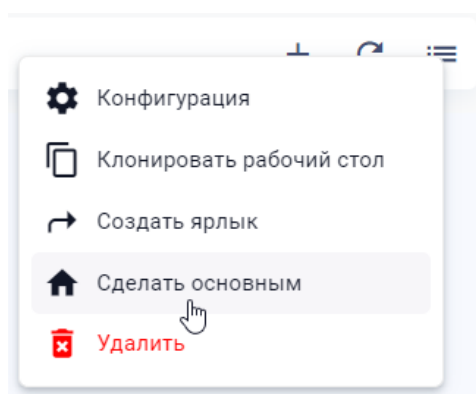 Конфигурация
Клонировать рабочий стол
Создать ярлык
Сделать основным
Удалить